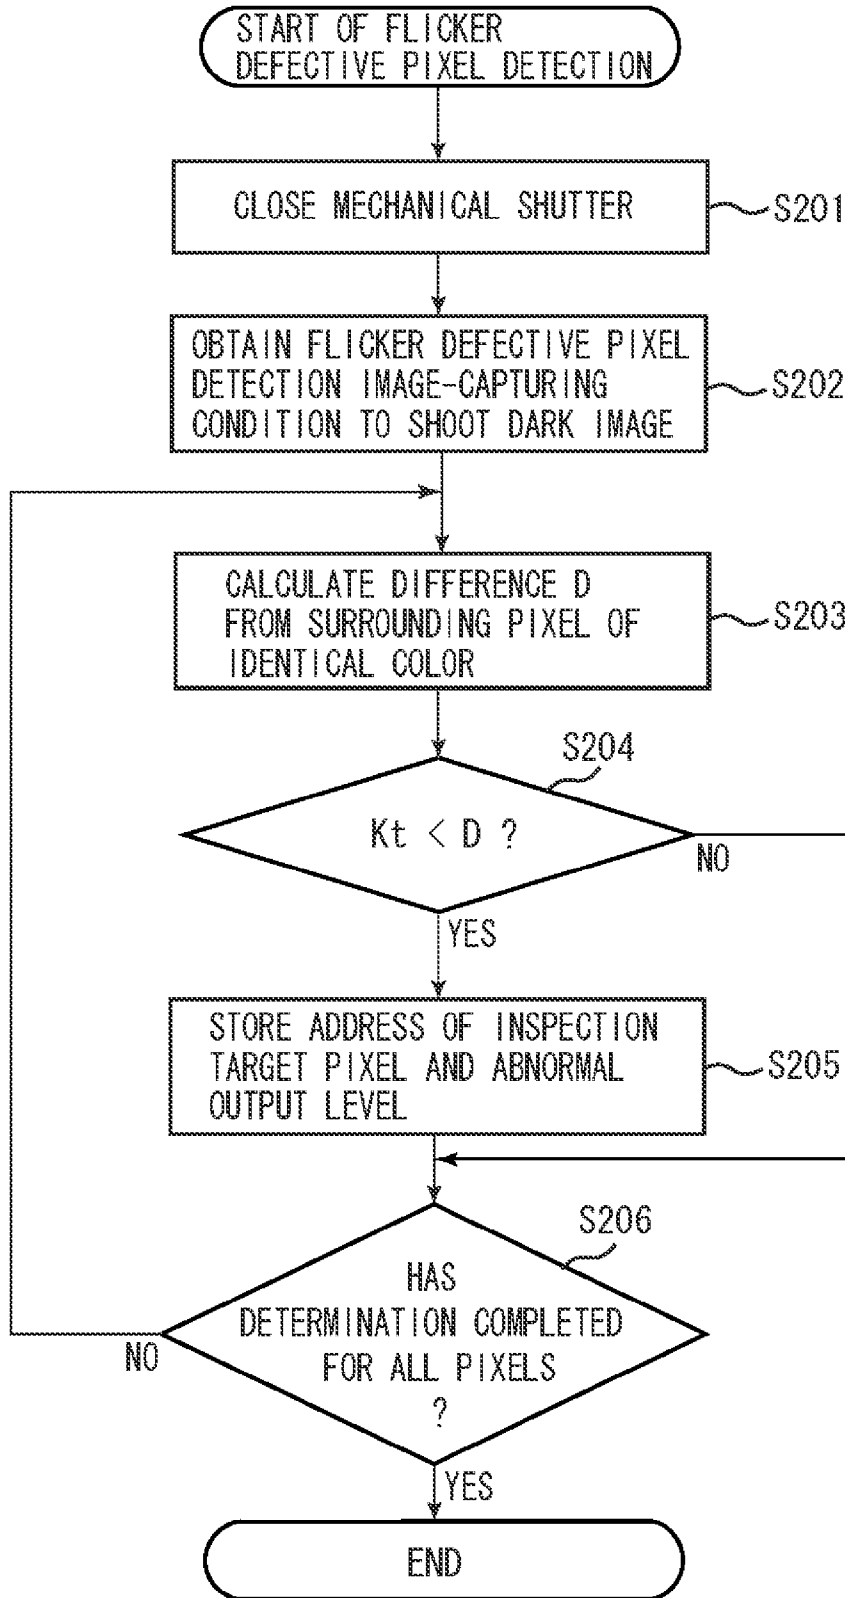 START OF FLICKER
DEFECTIVE PIXEL DETECTION
CLOSE MECHANICAL SHUTTER
S201
OBTAIN FLICKER DEFECTIVE PIXEL
DETECTION IMAGE-CAPTURING
CONDITION TO SHOOT DARK IMAGE
S202
CALCULATE DIFFERENCE D
FROM SURROUNDING PIXEL OF
IDENTICAL COLOR
S203
S204
Kt < D ?
NO
YES
STORE ADDRESS OF INSPECTION
TARGET PIXEL AND ABNORMAL
OUTPUT LEVEL
S205
S206
HAS
DETERMINATION COMPLETED
FOR ALL PIXELS
?
NO
YES
END